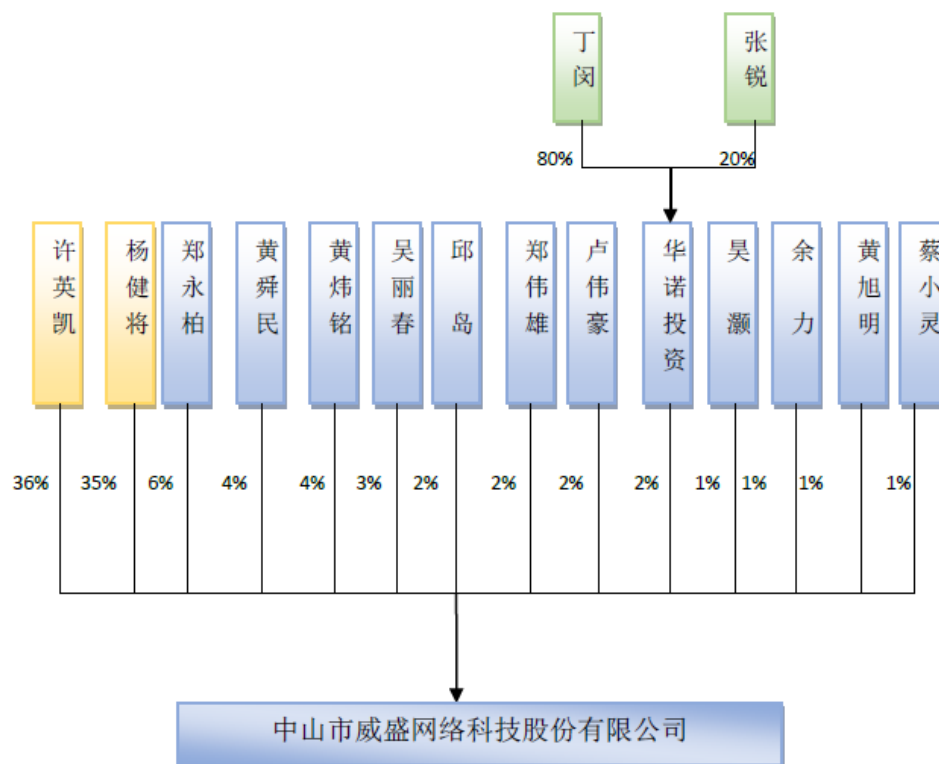 丁闵
张锐
80%
20%
许英凯
杨健将
郑永柏
黄舜民
黄炜铭
吴丽春
邱岛
郑伟雄
卢伟豪
华诺投资
吴灏
余力
黄旭明
蔡小灵
36%
35%
6%
4%
4%
3%
2%
2%
2%
2%
1%
1%
1%
1%
中山市威盛网络科技股份有限公司